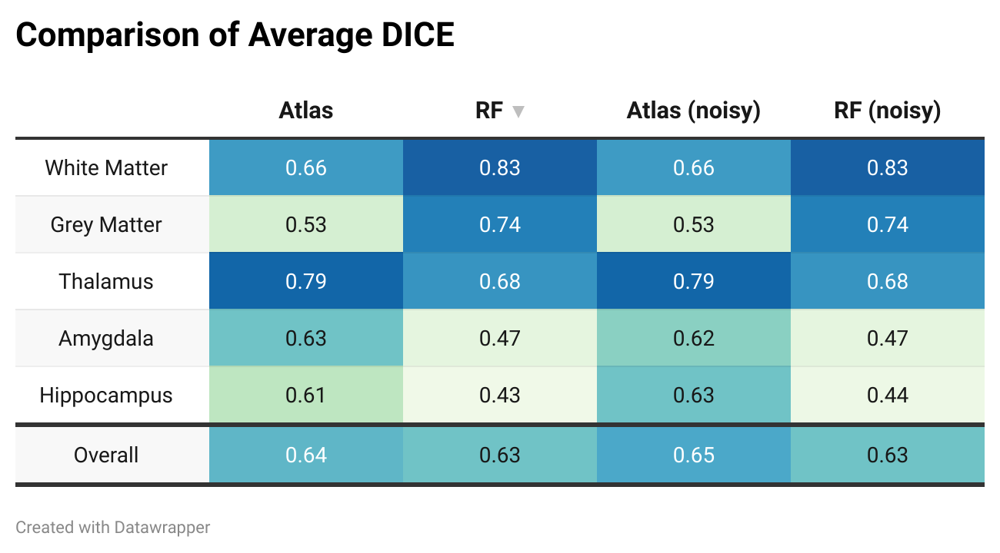 Comparison of Average DICE
Atlas RF ▼ Atlas (noisy) RF (noisy)
White Matter 0.66 0.83 0.66 0.83
Grey Matter 0.53 0.74 0.53 0.74
Thalamus 0.79 0.68 0.79 0.68
Amygdala 0.63 0.47 0.62 0.47
Hippocampus 0.61 0.43 0.63 0.44
Overall 0.64 0.63 0.65 0.63
Created with Datawrapper